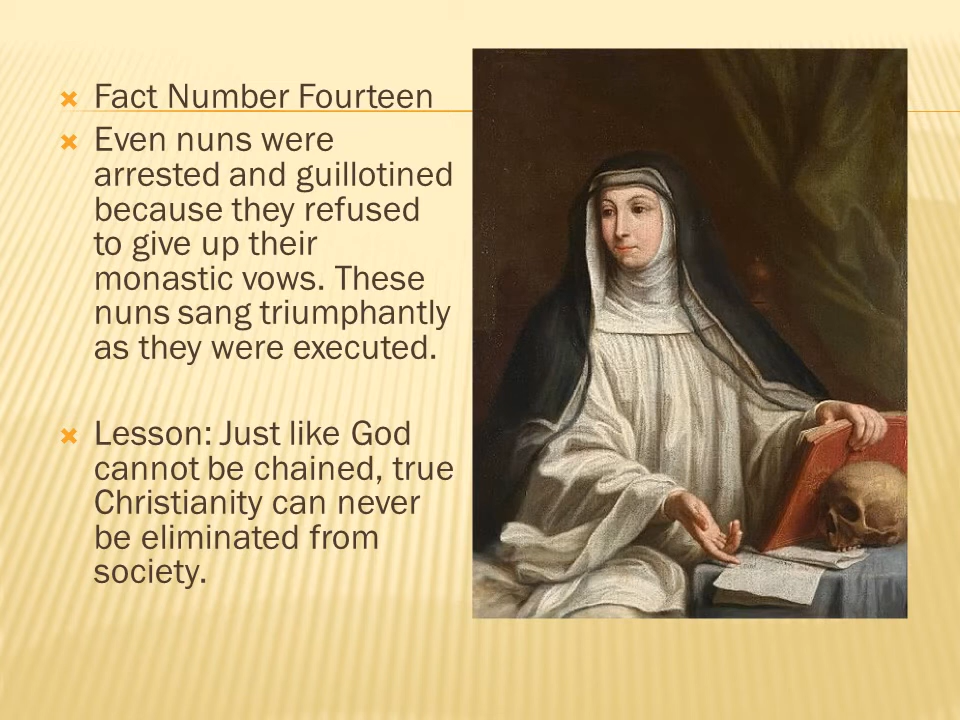 Fact Number Fourteen
Even nuns were
arrested and guillotined
because they refused
to give up their
monastic vows. These
nuns sang triumphantly
as they were executed.
Lesson: Just like God
cannot be chained, true
Christianity can never
be eliminated from
society.